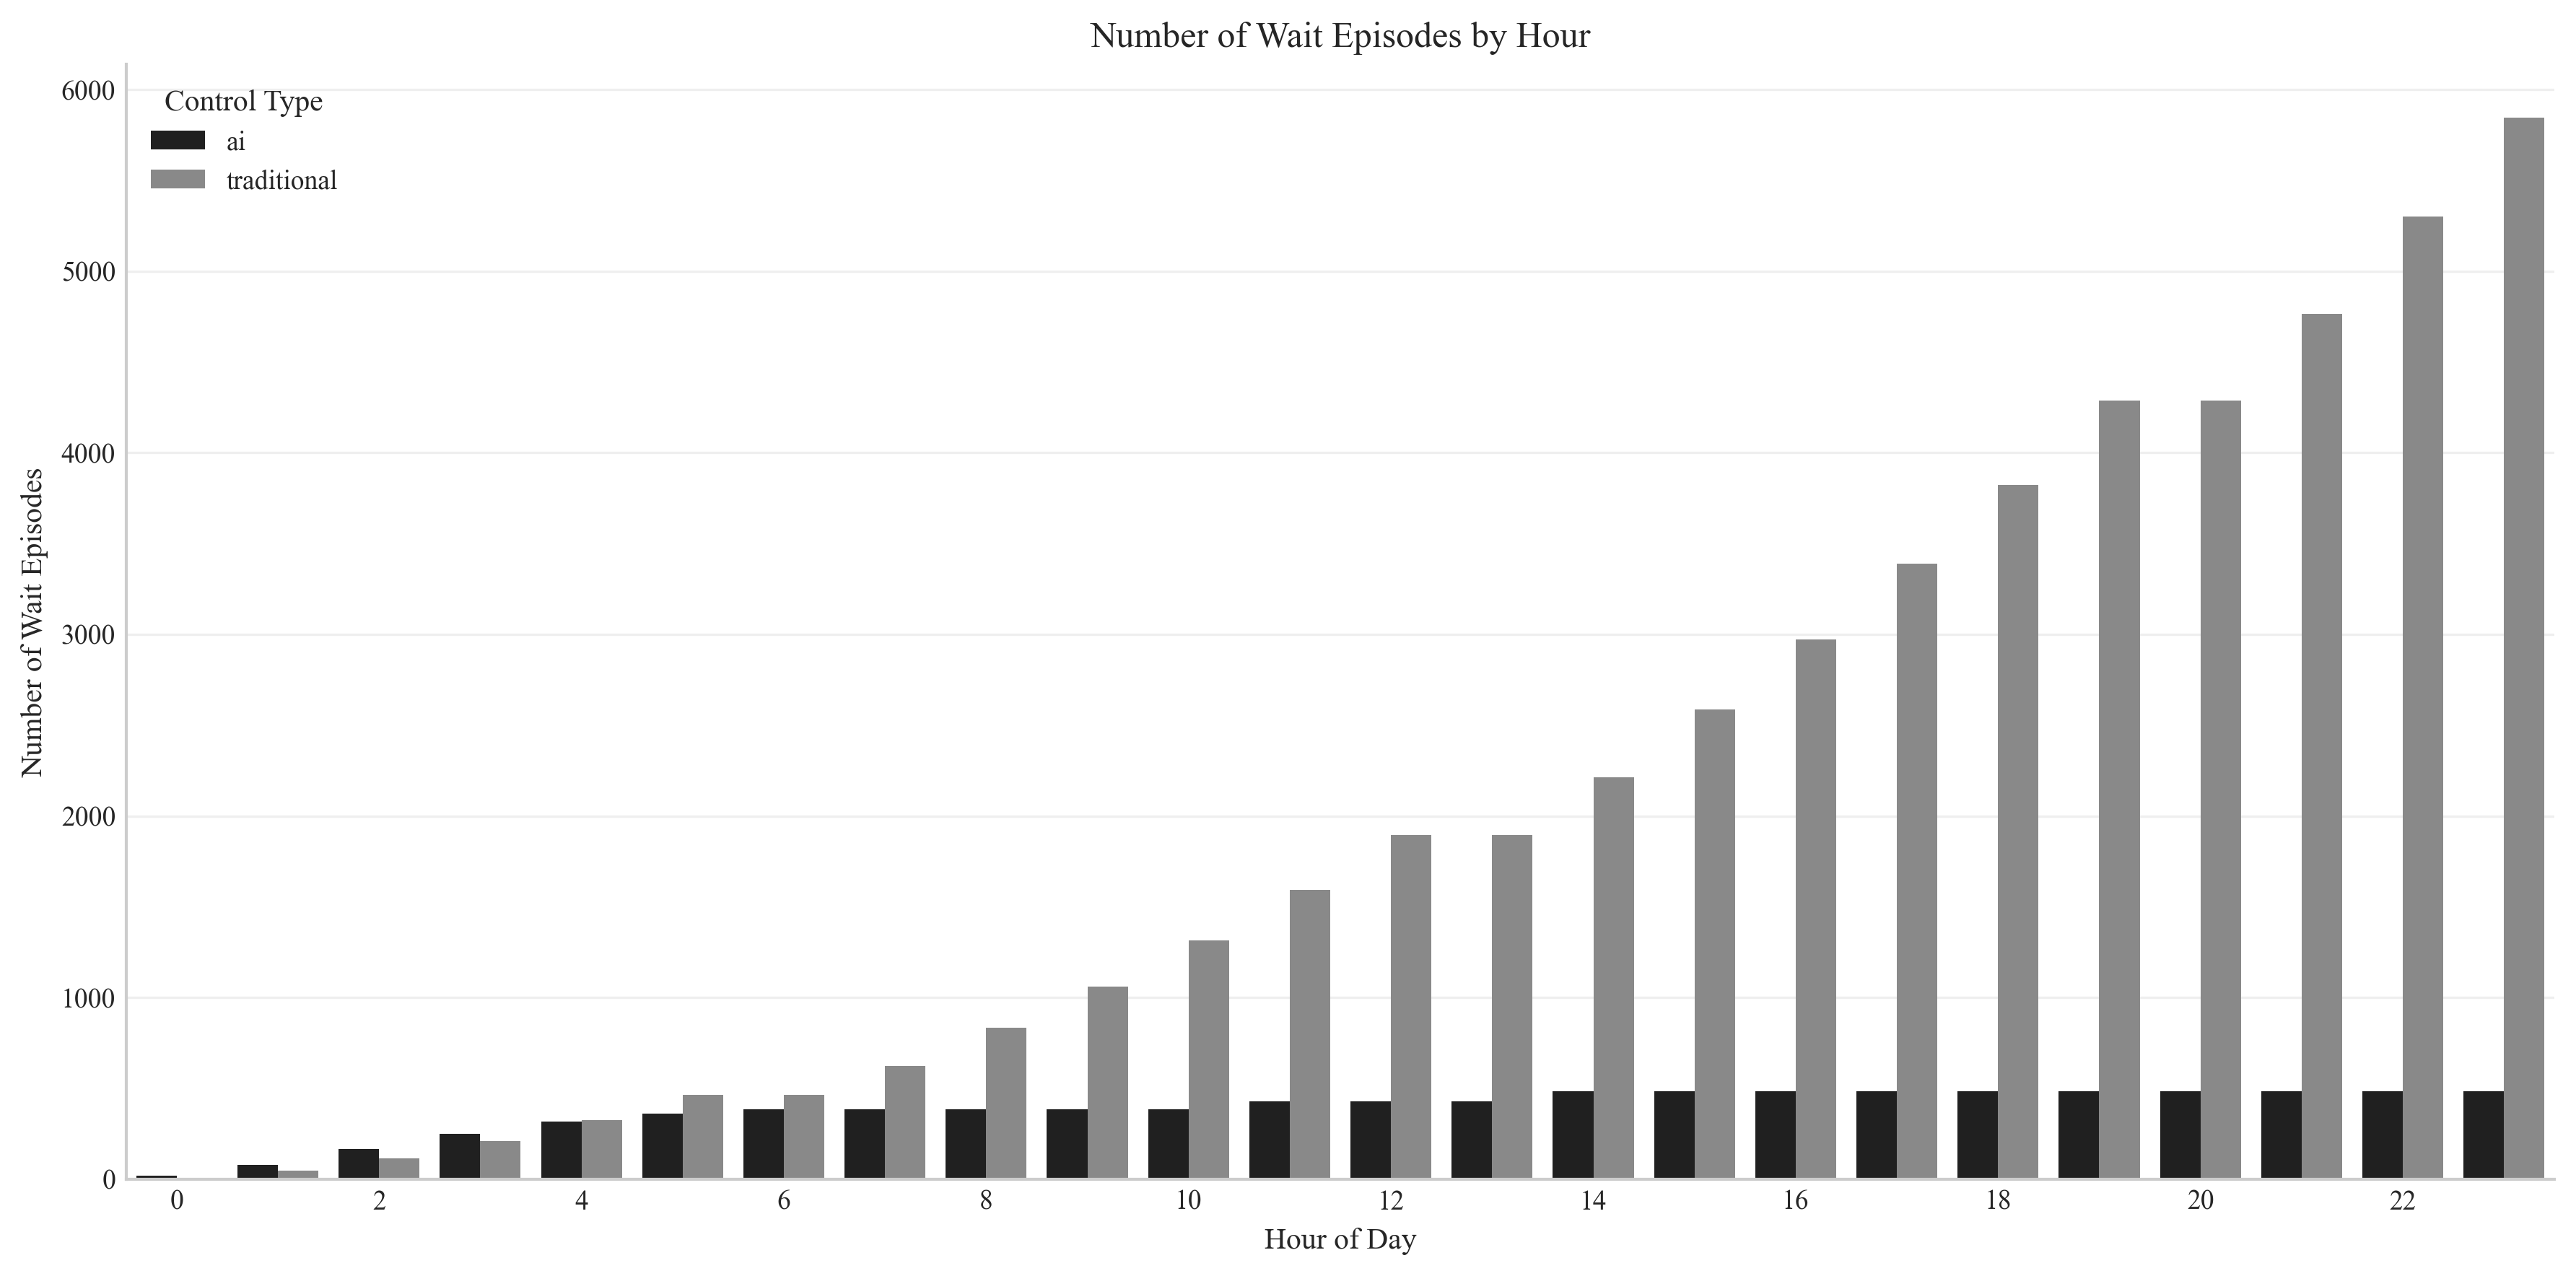 Number of Wait Episodes by Hour
Control Type
ai
traditional
Number of Wait Episodes
6000
5000
4000
3000
2000
1000
0
0 2 4 6 8 10 12 14 16 18 20 22
Hour of Day